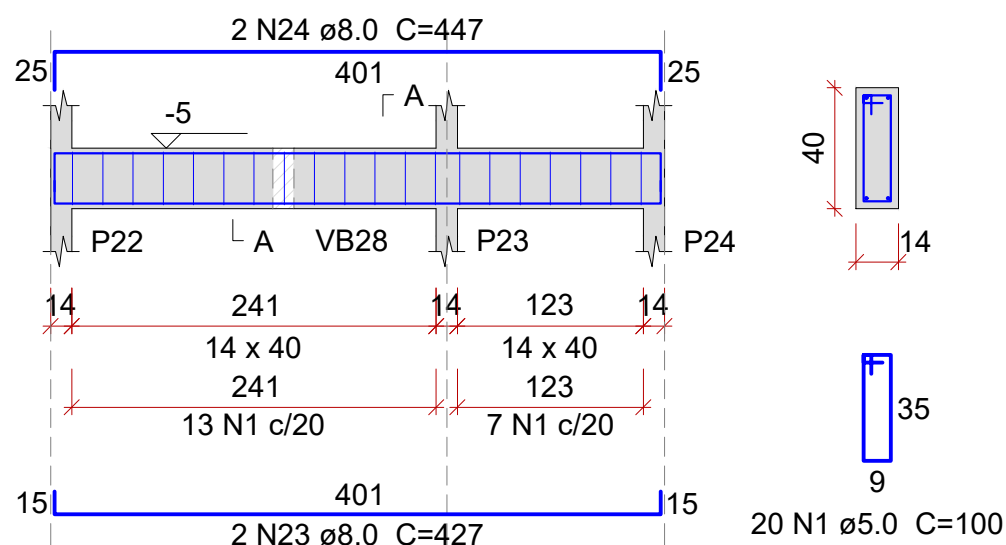 2 N24 ø8.0  C=447
25
401
25
A
-5
A
VB28
P22
P23
P24
14
241
14
123
14
14 x 40
14 x 40
241
123
13 N1 c/20
7 N1 c/20
15
401
15
2 N23 ø8.0  C=427
40
14
35
9
20 N1 ø5.0  C=100